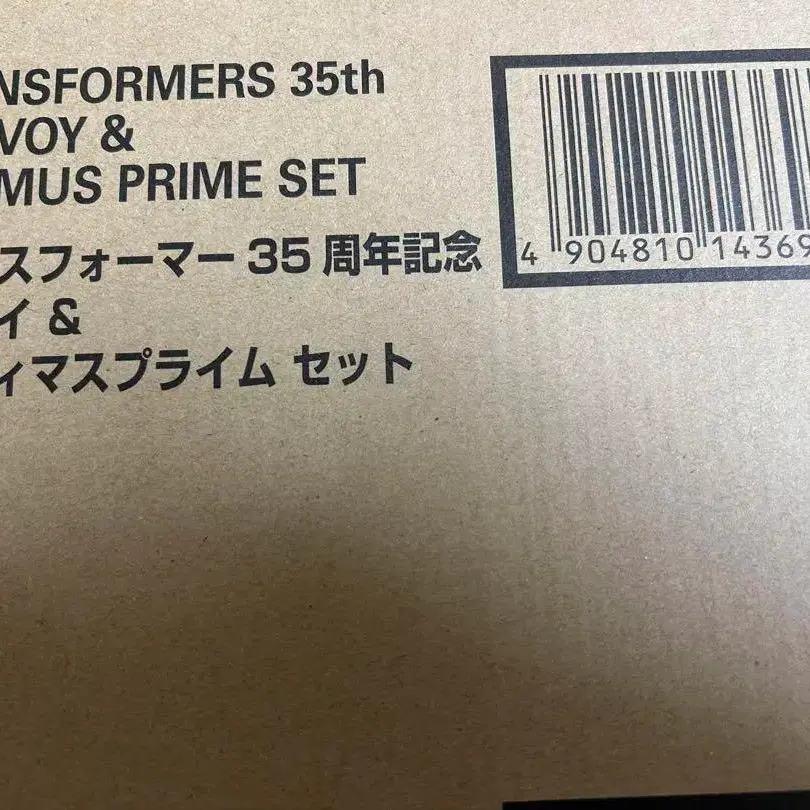 NSFORMERS 35th
VOY &
MUS PRIME SET
スフォーマー 35 周年記念
イ &
ィマスプライム セット
4 904810 14369